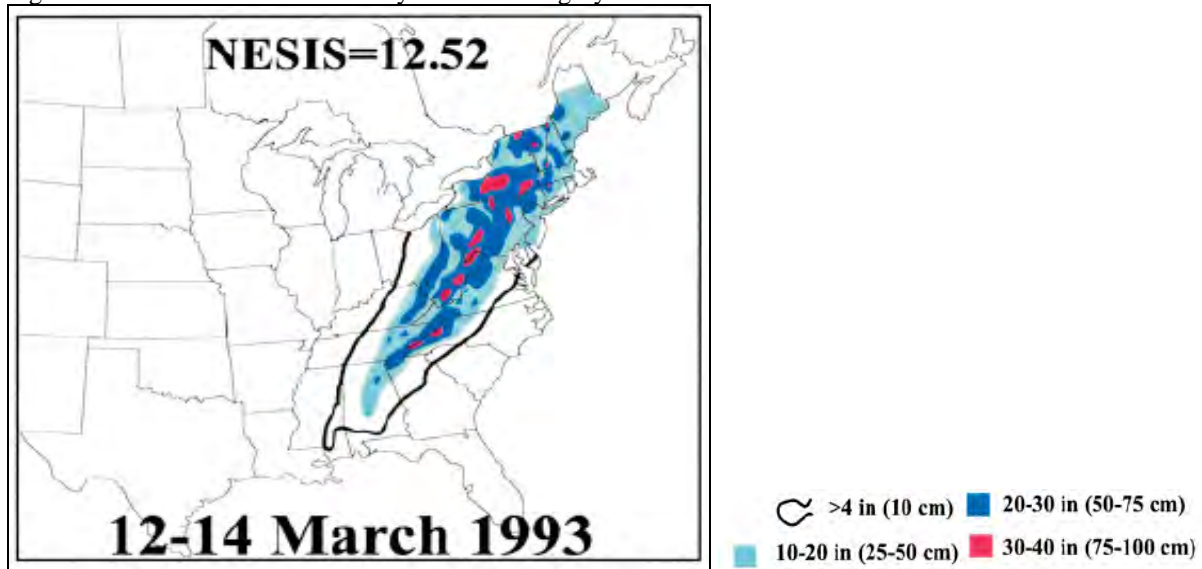 NESIS=12.52
12-14 March 1993
>4 in (10 cm) 20-30 in (50-75 cm)
10-20 in (25-50 cm) 30-40 in (75-100 cm)